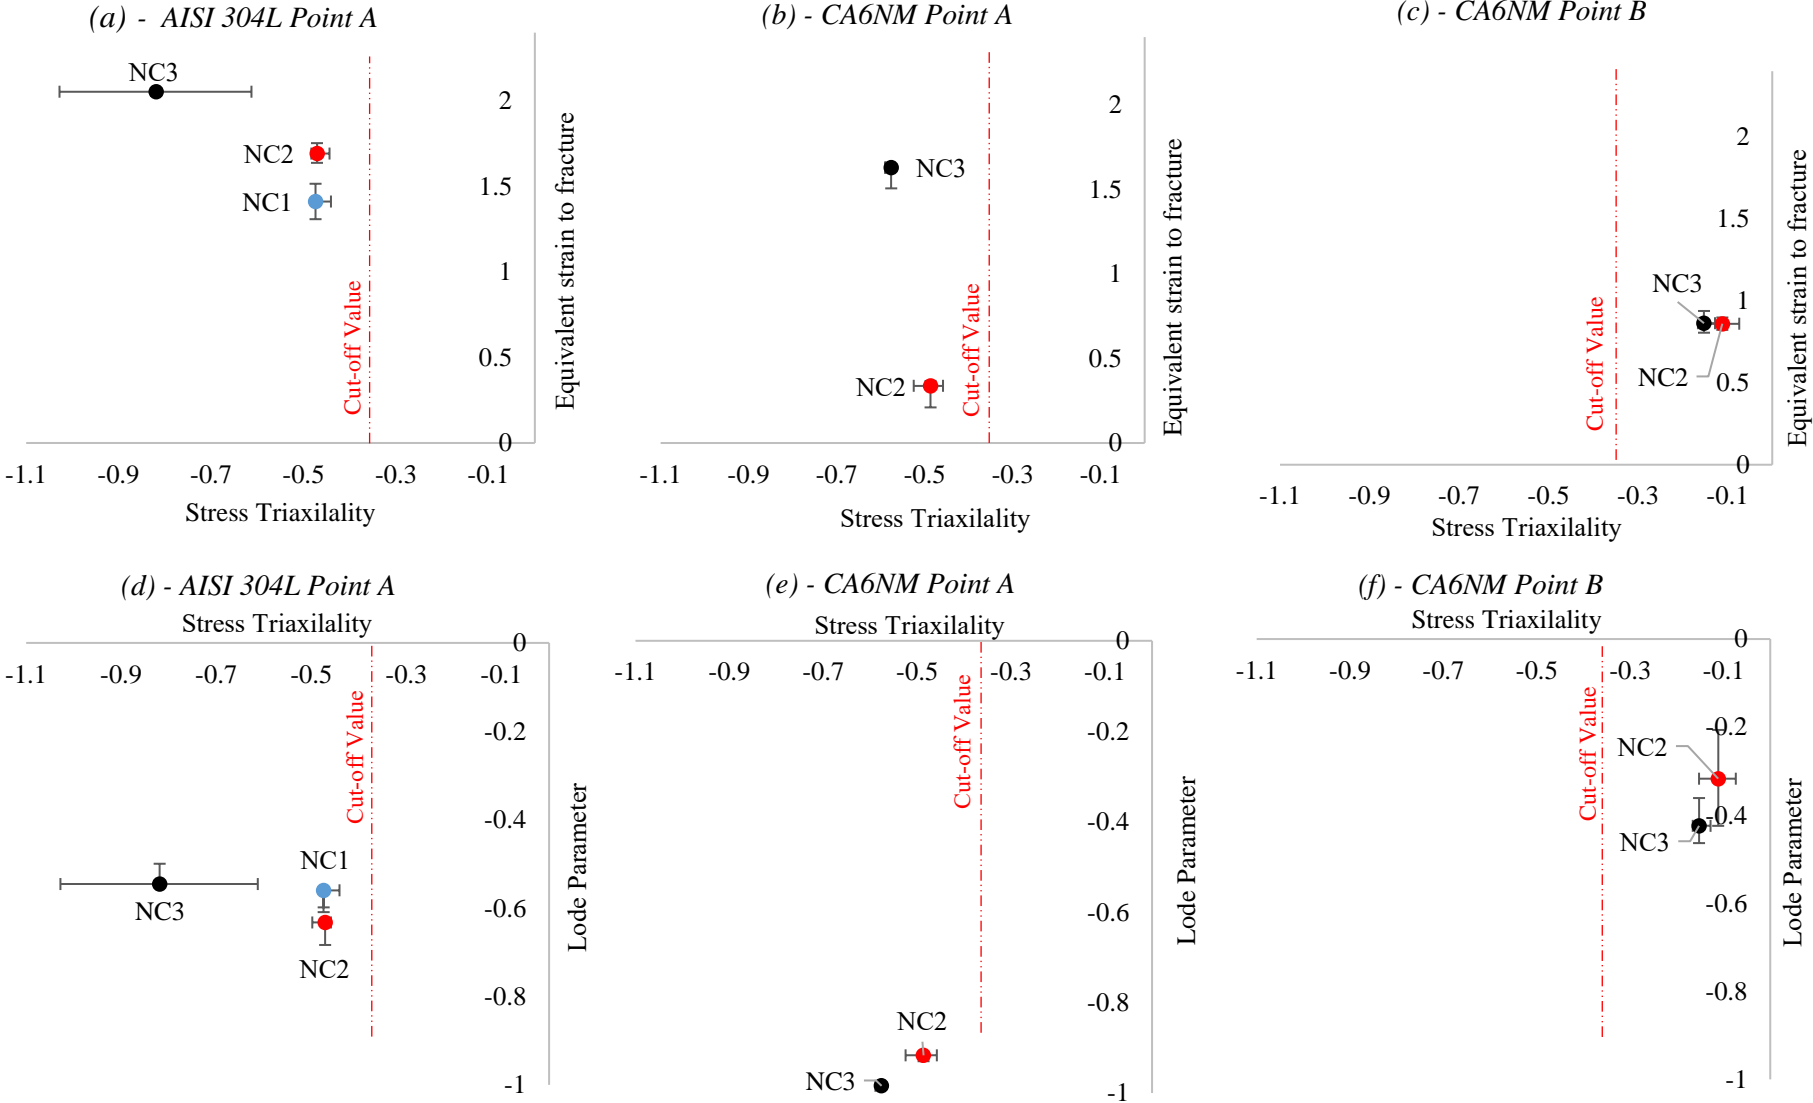 (a) - AISI 304L Point A
NC3
NC2
NC1
2
1.5
1
0.5
0
Cut-off Value
Equivalent strain to fracture
-1.1 -0.9 -0.7 -0.5 -0.3 -0.1
Stress Triaxilality
(b) - CA6NM Point A
NC3
NC2
2
1.5
1
0.5
0
Cut-off Value
Equivalent strain to fracture
-1.1 -0.9 -0.7 -0.5 -0.3 -0.1
Stress Triaxilality
(c) - CA6NM Point B
NC3
NC2
2
1.5
1
0.5
0
Cut-off Value
Equivalent strain to fracture
-1.1 -0.9 -0.7 -0.5 -0.3 -0.1
Stress Triaxilality
(d) - AISI 304L Point A
Stress Triaxilality
-1.1 -0.9 -0.7 -0.5 -0.3 -0.1
0
-0.2
-0.4
-0.6
-0.8
-1
Cut-off Value
Lode Parameter
NC1
NC3
NC2
(e) - CA6NM Point A
Stress Triaxilality
-1.1 -0.9 -0.7 -0.5 -0.3 -0.1
0
-0.2
-0.4
-0.6
-0.8
-1
Cut-off Value
Lode Parameter
NC2
NC3
(f) - CA6NM Point B
Stress Triaxilality
-1.1 -0.9 -0.7 -0.5 -0.3 -0.1
0
-0.2
-0.4
-0.6
-0.8
-1
Cut-off Value
Lode Parameter
NC2
NC3